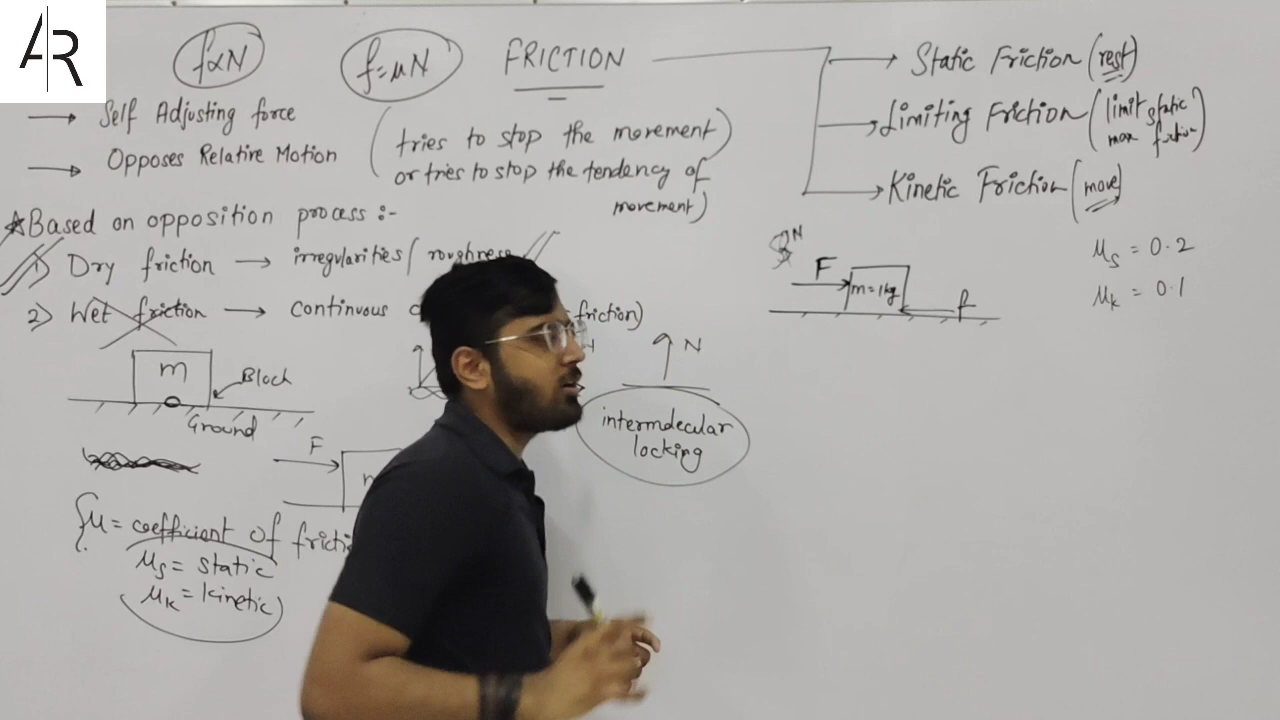 AR
f∝N
f=μN
FRICTION
→ Static Friction (rest)
→ Limiting Friction (limit static
max friction)
→ Kinetic Friction (move)
→ Self Adjusting force
→ Opposes Relative Motion
(tries to stop the movement
or tries to stop the tendency of
movement)
Based on opposition process :-
1) Dry friction → irregularities/ roughness
2) Wet friction → continuous
friction)
m
Block
Ground
F
N
intermolecular
locking
{μ= coefficient of fricti
μs= static
μk = kinetic
N
F
m=1kg
f
μs = 0.2
μk = 0.1